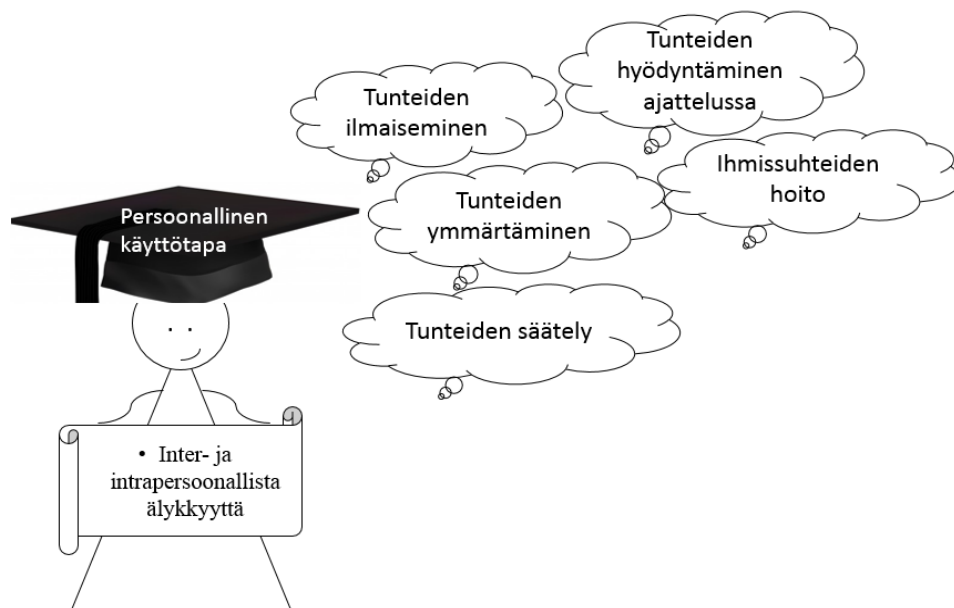 Tunteiden
hyödyntäminen
ajattelussa
Tunteiden
ilmaiseminen
Ihmissuhteiden
hoito
Tunteiden
ymmärtäminen
Persoonallinen
käyttötapa
Tunteiden säätely
• Inter- ja
intrapersoonallista
älykkyyttä